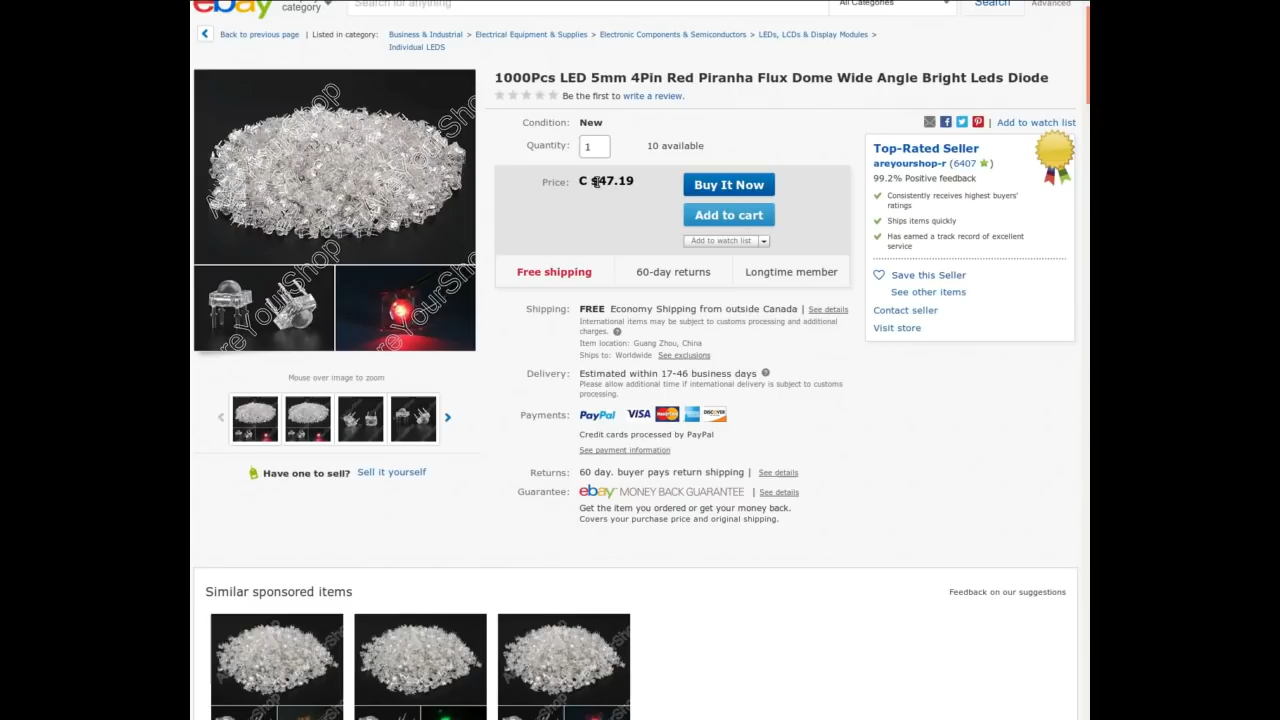 ebay
category
Search for anything
All Categories
Search
Advanced
Back to previous page | Listed in category:
Business & Industrial > Electrical Equipment & Supplies > Electronic Components & Semiconductors > LEDs, LCDs & Display Modules >
Individual LEDS
1000Pcs LED 5mm 4Pin Red Piranha Flux Dome Wide Angle Bright Leds Diode
Be the first to write a review.
Condition: New
| Add to watch list
Quantity: 1 10 available
Top-Rated Seller
areyourshop-r (6407 )
99.2% Positive feedback
Price: C $47.19
Buy It Now
Consistently receives highest buyers'
ratings
Add to cart
Ships items quickly
Add to watch list
Has earned a track record of excellent
service
Free shipping
60-day returns
Longtime member
Save this Seller
See other items
Contact seller
Visit store
Shipping: FREE Economy Shipping from outside Canada | See details
International items may be subject to customs processing and additional
charges.
Item location: Guang Zhou, China
Ships to: Worldwide See exclusions
Delivery: Estimated within 17-46 business days
Please allow additional time if international delivery is subject to customs
processing.
Mouse over image to zoom
Payments: PayPal VISA MasterCard DISCOVER
Credit cards processed by PayPal
See payment information
Have one to sell? Sell it yourself
Returns: 60 day. buyer pays return shipping | See details
Guarantee: ebay MONEY BACK GUARANTEE | See details
Get the item you ordered or get your money back.
Covers your purchase price and original shipping.
Similar sponsored items
Feedback on our suggestions
AreYourShop
AreYourShop